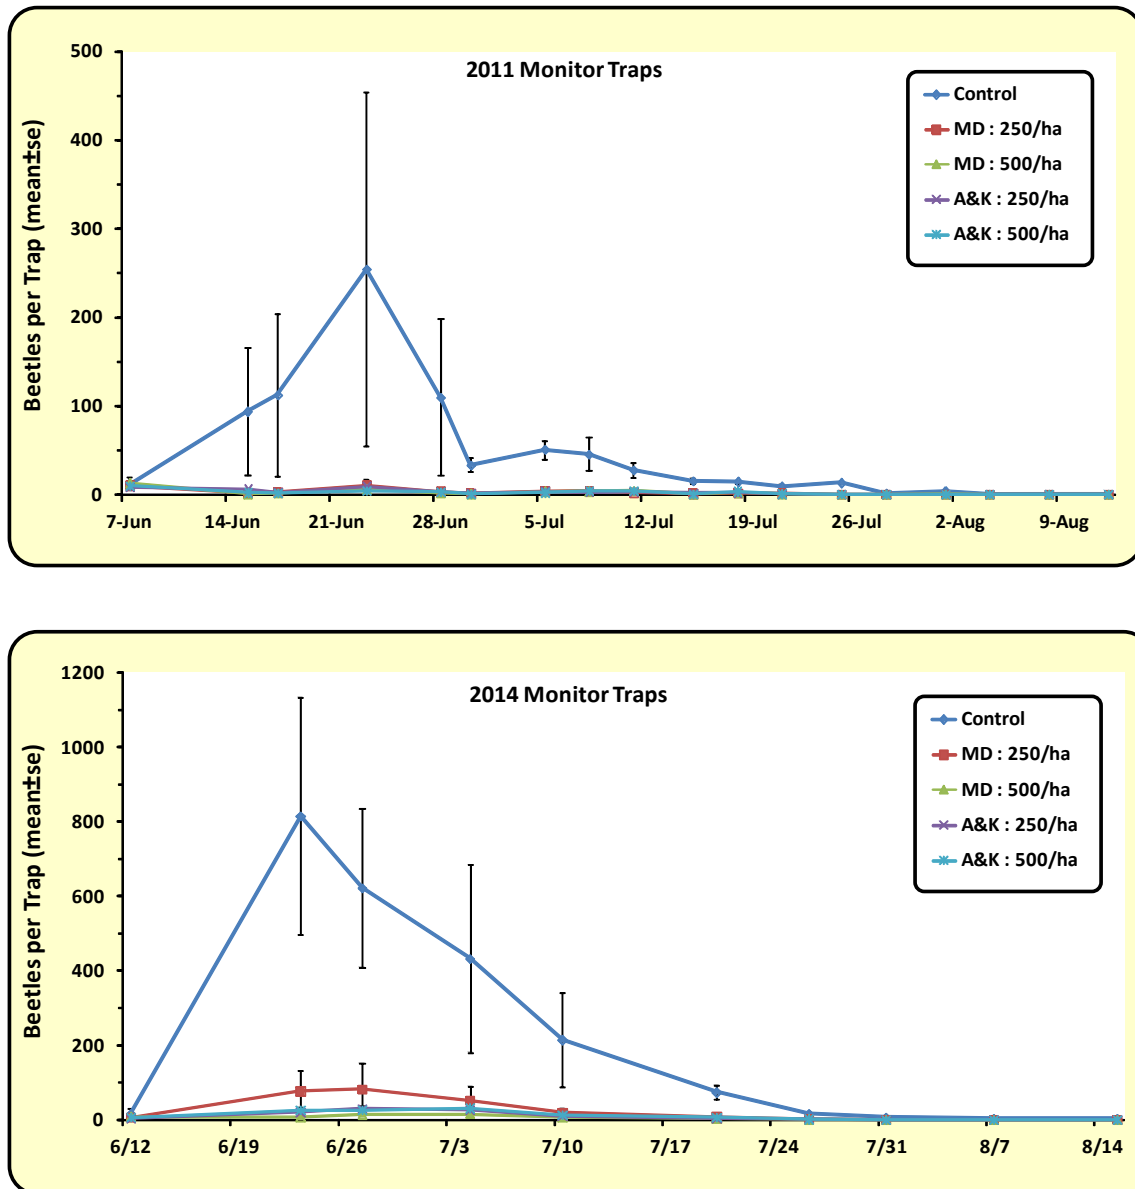 2011 Monitor Traps
Beetles per Trap (mean±se)
500
400
300
200
100
0
7-Jun 14-Jun 21-Jun 28-Jun 5-Jul 12-Jul 19-Jul 26-Jul 2-Aug 9-Aug
Control
MD : 250/ha
MD : 500/ha
A&K : 250/ha
A&K : 500/ha
2014 Monitor Traps
Beetles per Trap (mean±se)
1200
1000
800
600
400
200
0
6/12 6/19 6/26 7/3 7/10 7/17 7/24 7/31 8/7 8/14
Control
MD : 250/ha
MD : 500/ha
A&K : 250/ha
A&K : 500/ha